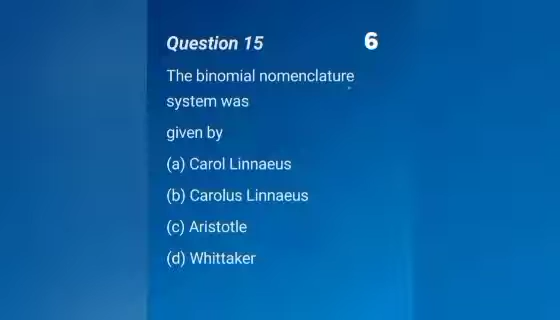 Question 15
6
The binomial nomenclature
system was
given by
(a) Carol Linnaeus
(b) Carolus Linnaeus
(c) Aristotle
(d) Whittaker